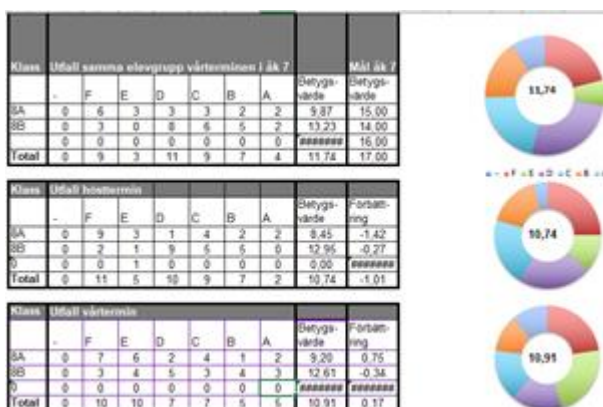 Klass Utfall samma elevgrupp vårterminen i åk 7 Mål åk 7
- F E D C B A Betygs-värde Betygs-värde
8A 0 6 3 3 3 2 2 9,87 15,00
8B 0 3 0 8 6 5 2 13,23 14,00
0 0 0 0 0 0 0 ####### 16,00
Total 0 9 3 11 9 7 4 11,74 17,00
11,74
Klass Utfall hösttermin
- F E D C B A Betygs-värde Förbätt-ring
8A 0 9 3 1 4 2 2 8,45 -1,42
8B 0 2 1 9 5 5 0 12,95 -0,27
0 0 0 1 0 0 0 0 0,00 #######
Total 0 11 5 10 9 7 2 10,74 -1,01
10,74
Klass Utfall vårtermin
- F E D C B A Betygs-värde Förbätt-ring
8A 0 7 6 2 4 1 2 9,20 0,75
8B 0 3 4 5 3 4 3 12,61 -0,34
0 0 0 0 0 0 0 0 ####### #######
Total 0 10 10 7 7 5 5 10,91 0,17
10,91